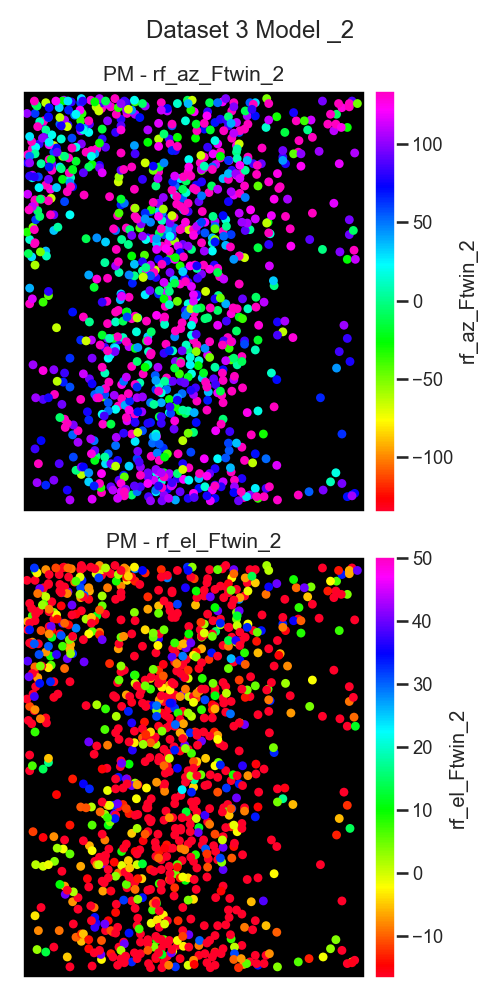 Dataset 3 Model _2
PM - rf_az_Ftwin_2
100
50
0
−50
−100
rf_az_Ftwin_2
PM - rf_el_Ftwin_2
50
40
30
20
10
0
−10
rf_el_Ftwin_2